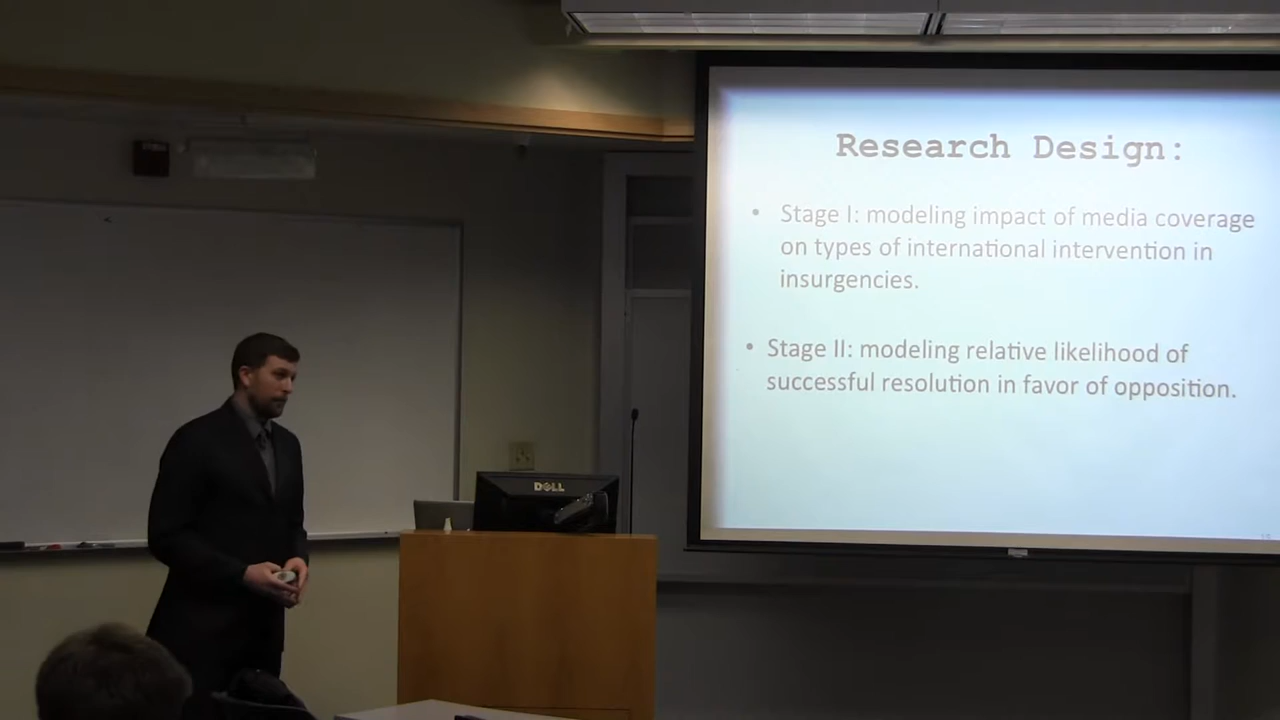 Research Design:
• Stage I: modeling impact of media coverage
on types of international intervention in
insurgencies.
• Stage II: modeling relative likelihood of
successful resolution in favor of opposition.
DELL